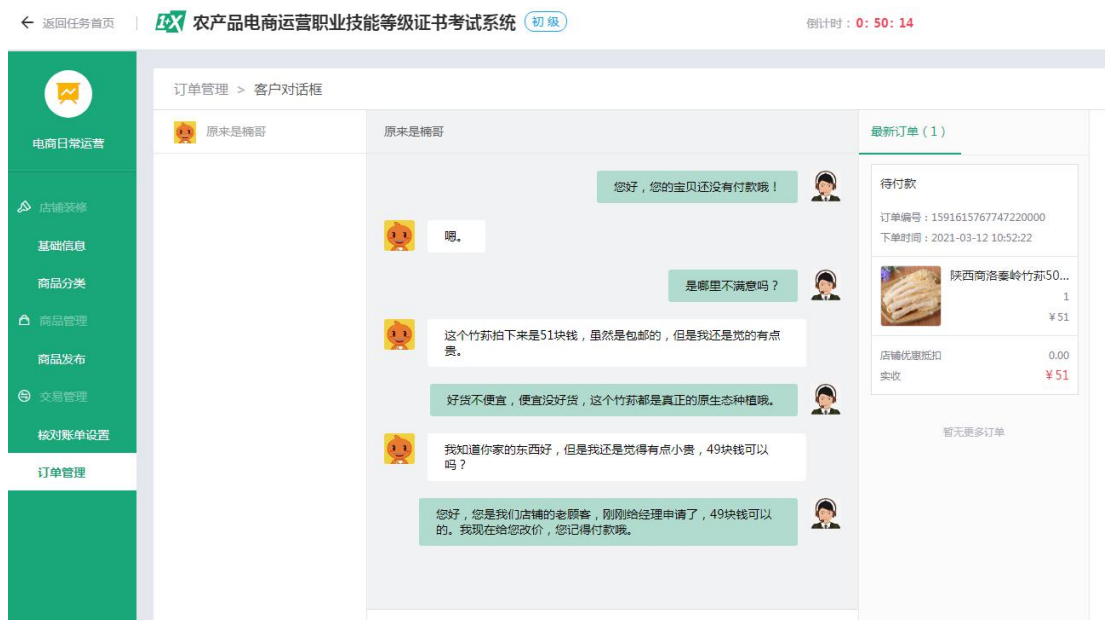 返回任务首页
1+X 农产品电商运营职业技能等级证书考试系统 初级
倒计时：0: 50: 14
电商日常运营
店铺装修
基础信息
商品分类
商品管理
商品发布
交易管理
核对账单设置
订单管理
订单管理 > 客户对话框
原来是楠哥
原来是楠哥
您好，您的宝贝还没有付款哦！
嗯。
是哪里不满意吗？
这个竹荪拍下来是51块钱，虽然是包邮的，但是我还是觉的有点
贵。
好货不便宜，便宜没好货，这个竹荪都是真正的原生态种植哦。
我知道你家的东西好，但是我还是觉得有点小贵，49块钱可以
吗？
您好，您是我们店铺的老顾客，刚刚给经理申请了，49块钱可以
的。我现在给您改价，您记得付款哦。
最新订单（1）
待付款
订单编号：1591615767747220000
下单时间：2021-03-12 10:52:22
陕西商洛秦岭竹荪50...
1
¥51
店铺优惠抵扣 0.00
实收 ¥51
暂无更多订单